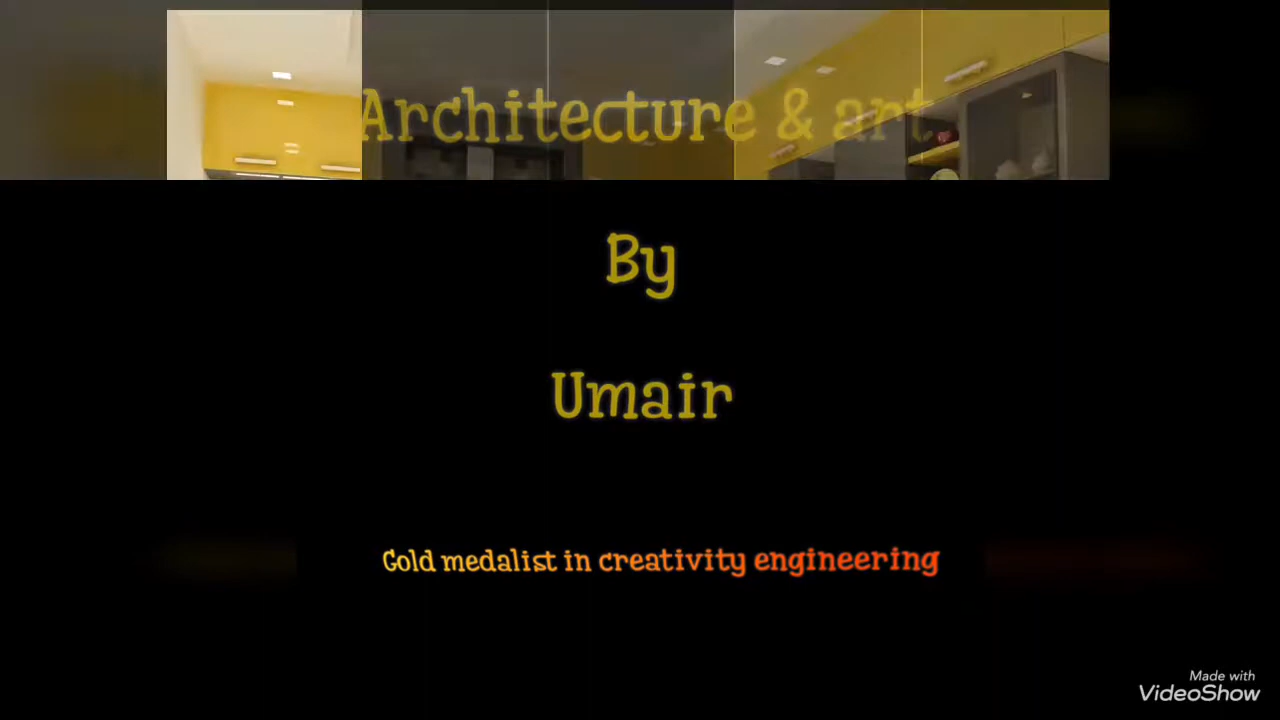 Architecture & art
By
Umair
Gold medalist in creativity engineering
Made with
VideoShow